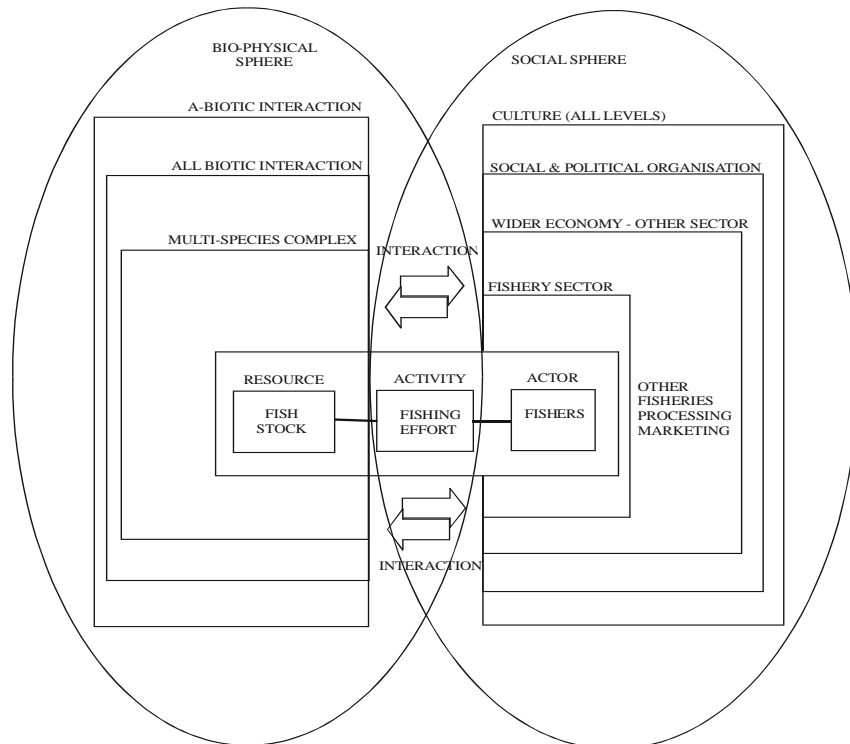 BIO-PHYSICAL
SPHERE
SOCIAL SPHERE
A-BIOTIC INTERACTION
CULTURE (ALL LEVELS)
ALL BIOTIC INTERACTION
SOCIAL & POLITICAL ORGANISATION
MULTI-SPECIES COMPLEX
WIDER ECONOMY - OTHER SECTOR
INTERACTION
FISHERY SECTOR
RESOURCE
FISH
STOCK
ACTIVITY
FISHING
EFFORT
ACTOR
FISHERS
OTHER
FISHERIES
PROCESSING
MARKETING
INTERACTION